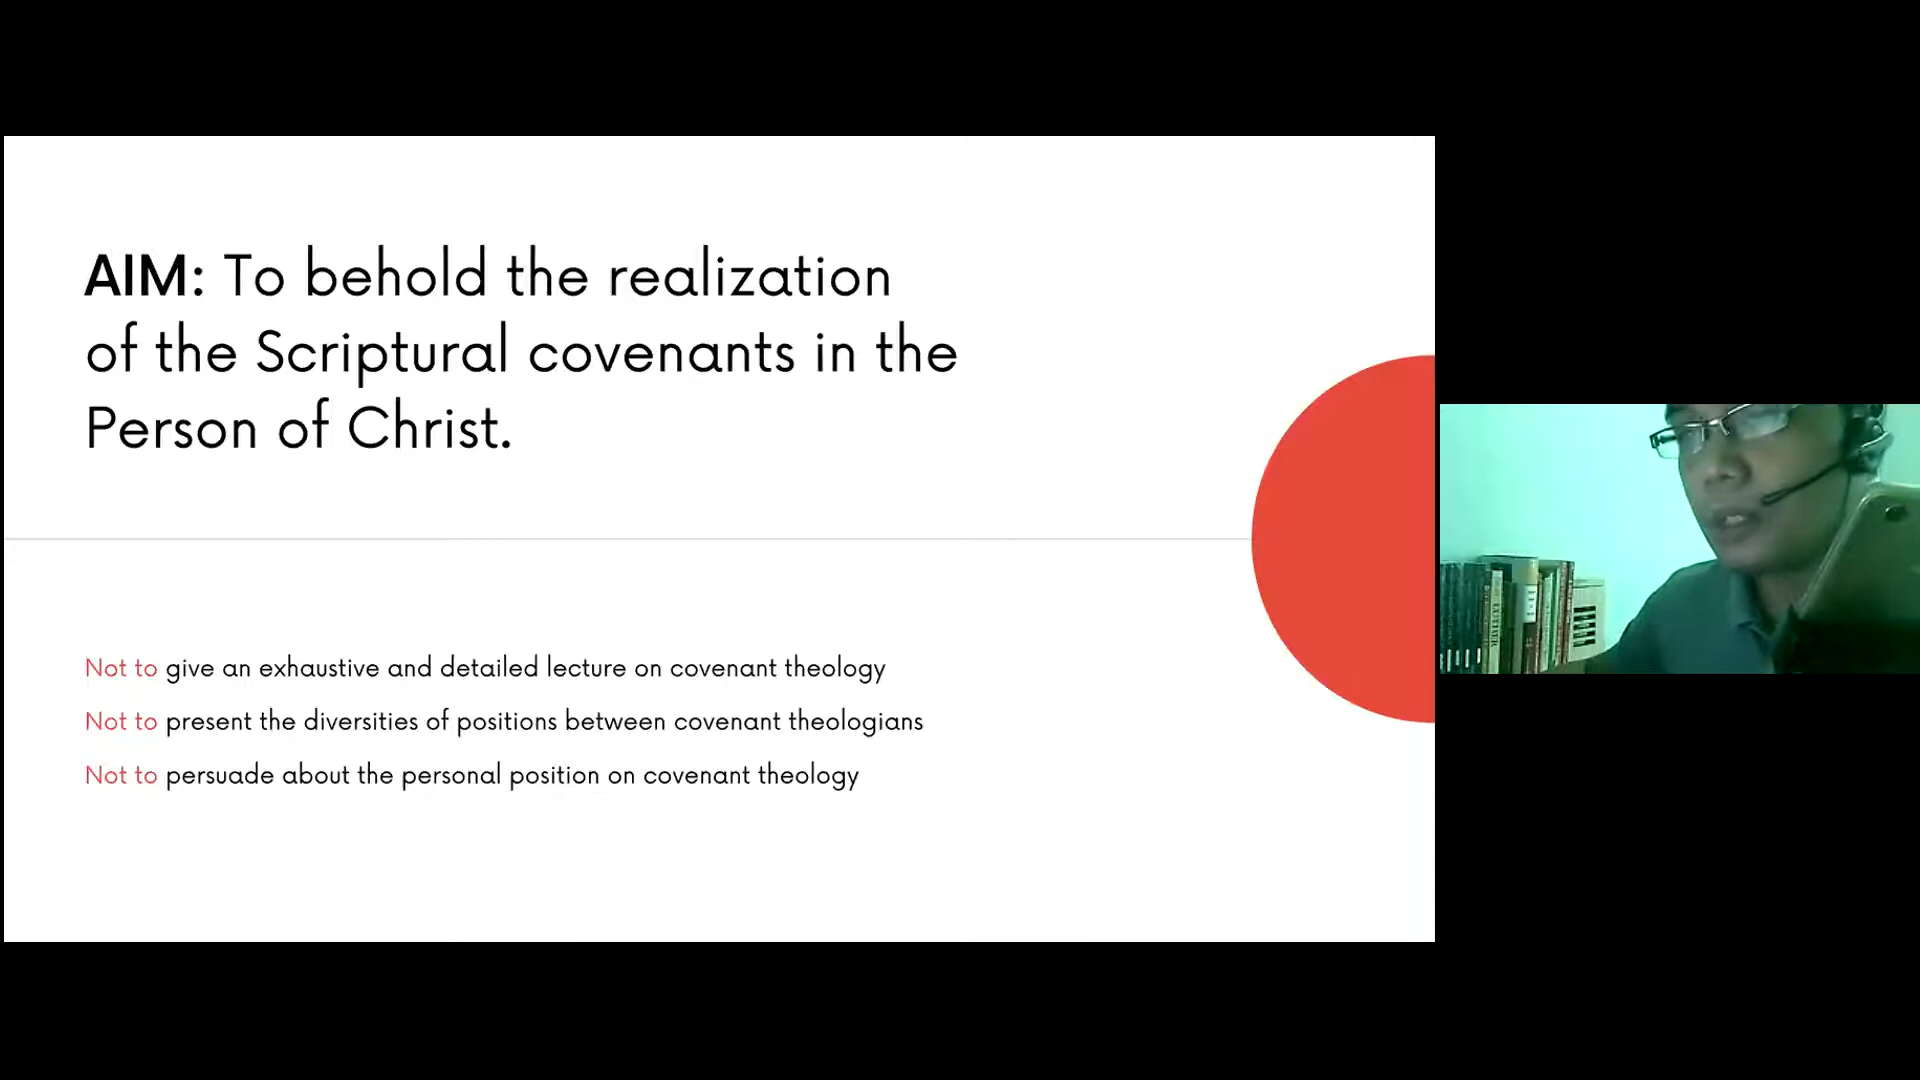 AIM: To behold the realization
of the Scriptural covenants in the
Person of Christ.
Not to give an exhaustive and detailed lecture on covenant theology
Not to present the diversities of positions between covenant theologians
Not to persuade about the personal position on covenant theology